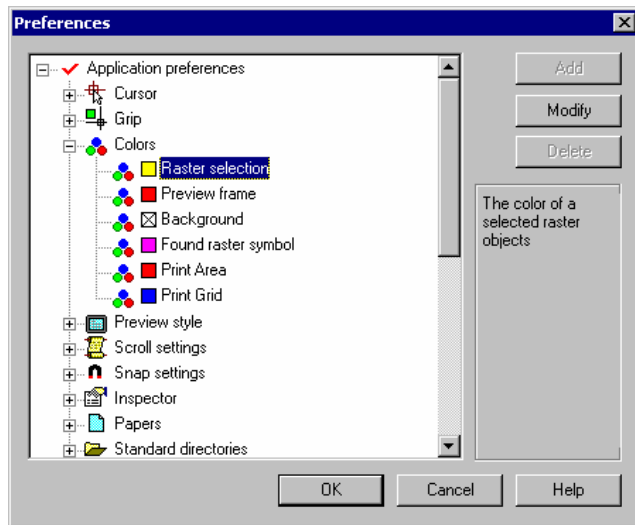 Preferences
Application preferences
Cursor
Grip
Colors
Raster selection
Preview frame
Background
Found raster symbol
Print Area
Print Grid
Preview style
Scroll settings
Snap settings
Inspector
Papers
Standard directories
Add
Modify
Delete
The color of a
selected raster
objects
OK
Cancel
Help